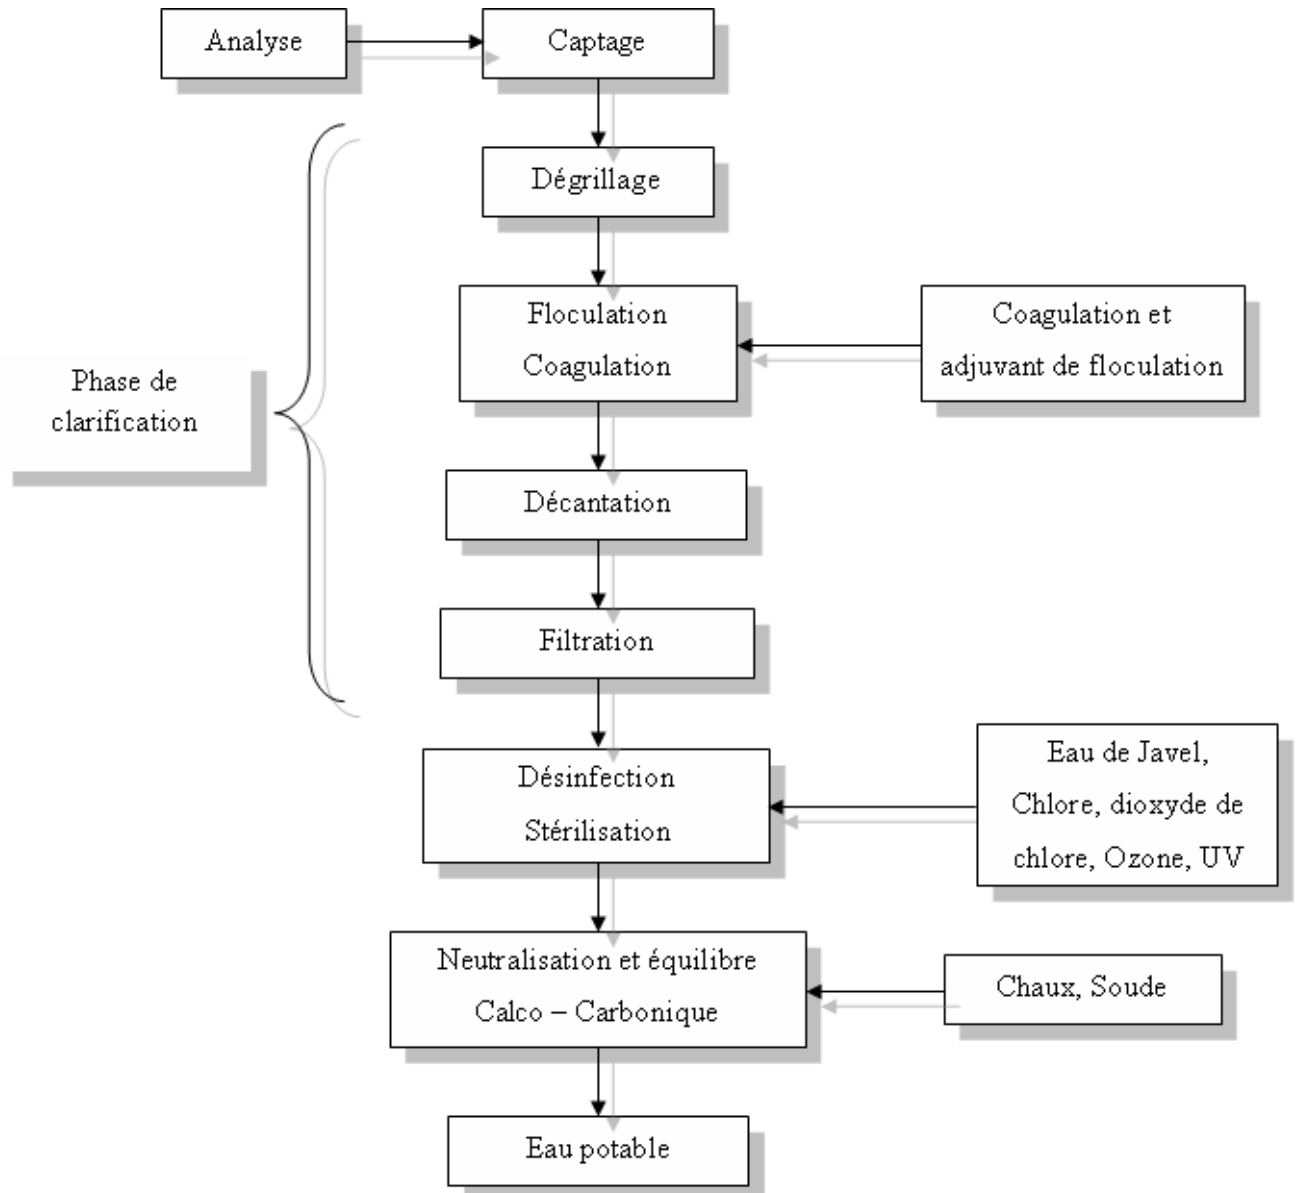 Analyse
Captage
Dégrillage
Floculation
Coagulation
Coagulation et
adjuvant de floculation
Phase de
clarification
Décantation
Filtration
Désinfection
Stérilisation
Eau de Javel,
Chlore, dioxyde de
chlore, Ozone, UV
Neutralisation et équilibre
Calco – Carbonique
Chaux, Soude
Eau potable